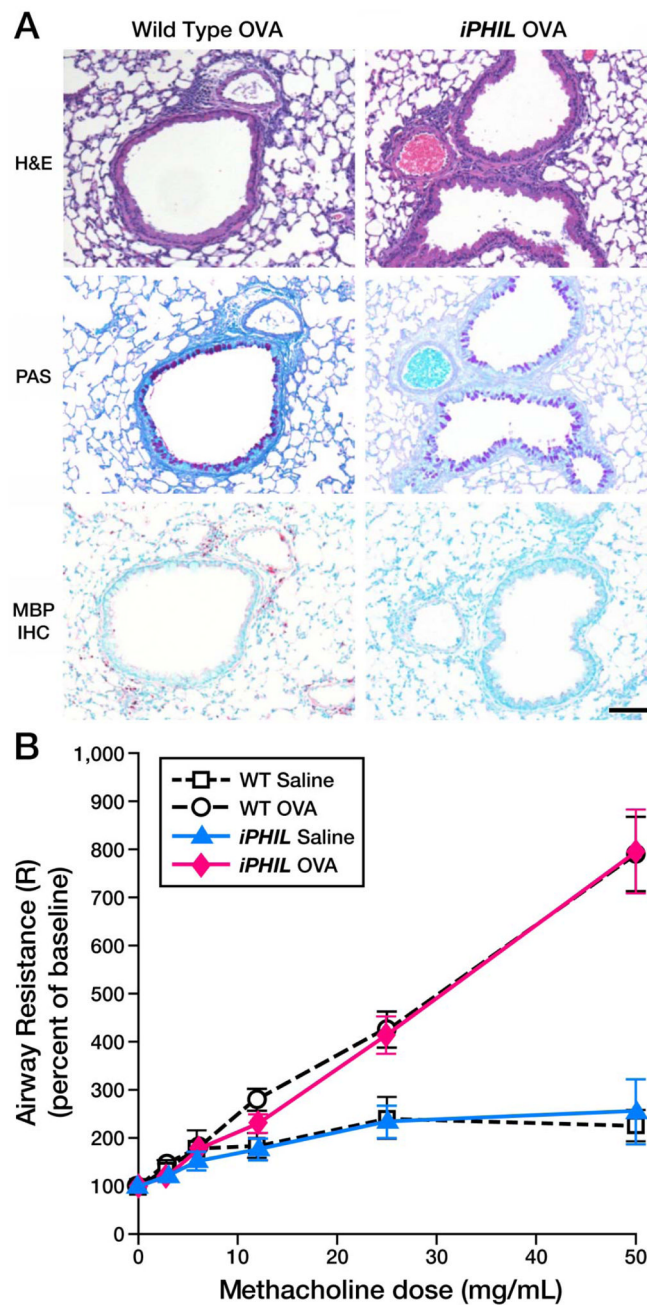 A
Wild Type OVA
iPHIL OVA
H&E
PAS
MBP
IHC
B
1,000
900
800
700
600
500
400
300
200
100
0
Airway Resistance (R)
(percent of baseline)
WT Saline
WT OVA
iPHIL Saline
iPHIL OVA
0
10
20
30
40
50
Methacholine dose (mg/mL)